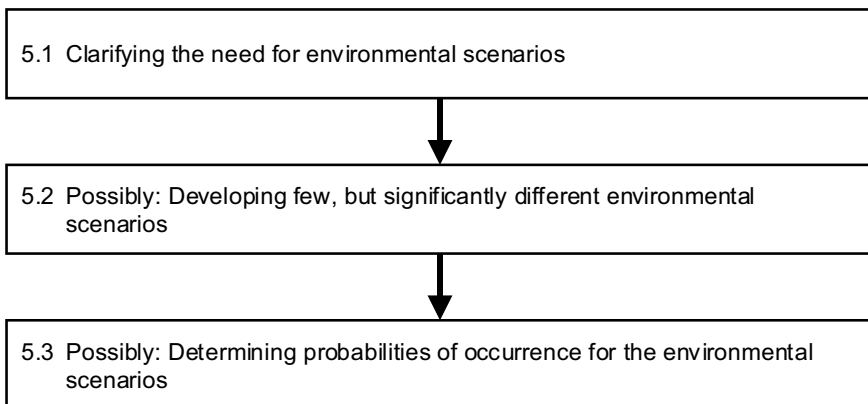 5.1 Clarifying the need for environmental scenarios
5.2 Possibly: Developing few, but significantly different environmental
scenarios
5.3 Possibly: Determining probabilities of occurrence for the environmental
scenarios